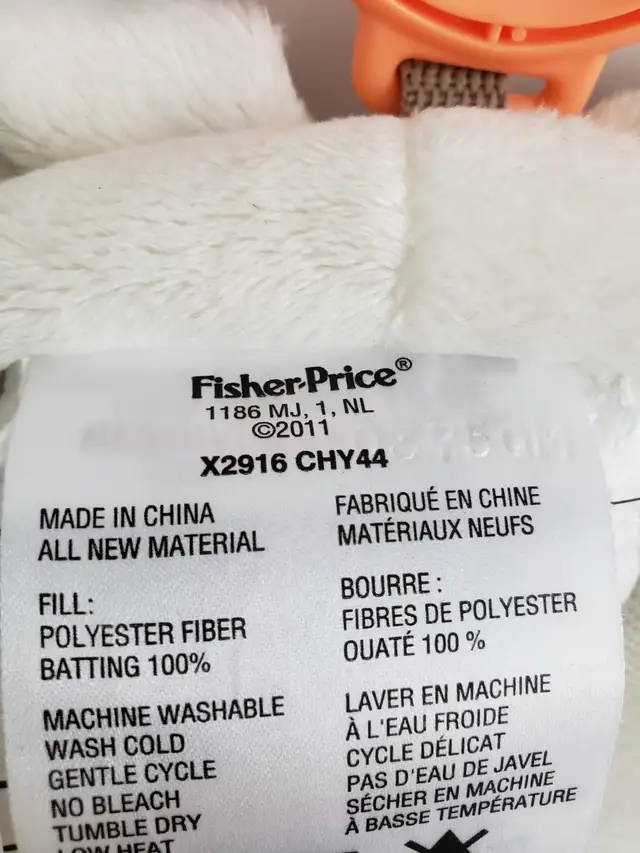 Fisher-Price®
1186 MJ, 1, NL
©2011
X2916 CHY44
MADE IN CHINA
ALL NEW MATERIAL
FILL:
POLYESTER FIBER
BATTING 100%
MACHINE WASHABLE
WASH COLD
GENTLE CYCLE
NO BLEACH
TUMBLE DRY
LOW HEAT
FABRIQUÉ EN CHINE
MATÉRIAUX NEUFS
BOURRE :
FIBRES DE POLYESTER
OUATÉ 100 %
LAVER EN MACHINE
À L'EAU FROIDE
CYCLE DÉLICAT
PAS D'EAU DE JAVEL
SÉCHER EN MACHINE
À BASSE TEMPÉRATURE